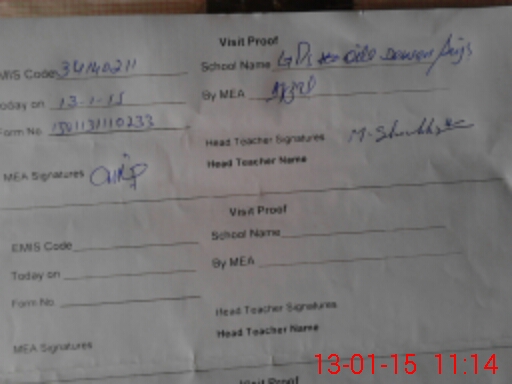 Visit Proof
EMIS Code 34140211 School Name GPS
Today on 13-1-15 By MEA
Form No. 1501131110233 Head Teacher Signatures
MEA Signatures Head Teacher Name
Visit Proof
EMIS Code School Name
Today on By MEA
Form No. Head Teacher Signatures
MEA Signatures Head Teacher Name
Visit Proof
13-01-15 11:14